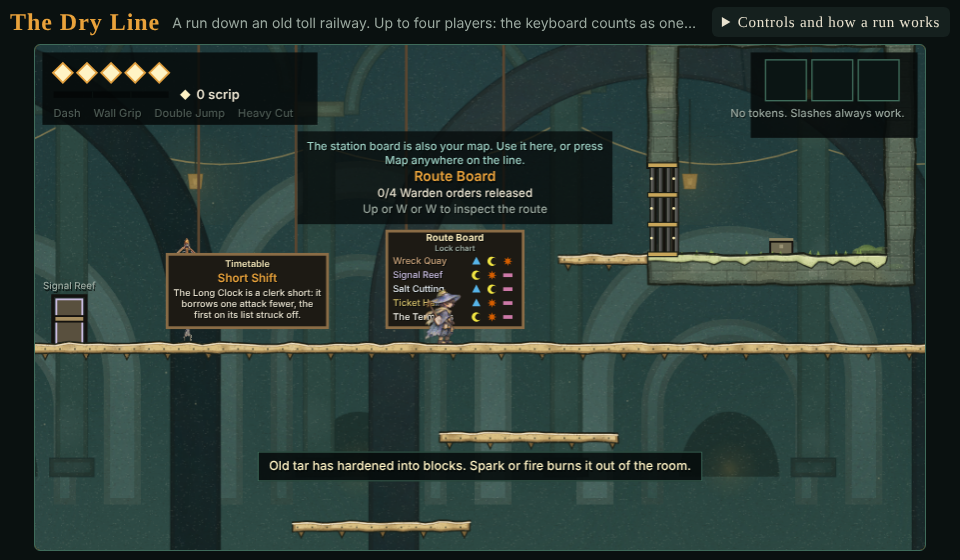 The Dry Line
A run down an old toll railway. Up to four players: the keyboard counts as one...
▶ Controls and how a run works
0 scrip
Dash Wall Grip Double Jump Heavy Cut
No tokens. Slashes always work.
The station board is also your map. Use it here, or press
Map anywhere on the line.
Route Board
0/4 Warden orders released
Up or W or W to inspect the route
Route Board
Lock chart
Wreck Quay
Signal Reef
Salt Cutting
Ticket
The
Timetable
Short Shift
The Long Clock is a clerk short: it
borrows one attack fewer, the
first on its list struck off.
Signal Reef
Old tar has hardened into blocks. Spark or fire burns it out of the room.